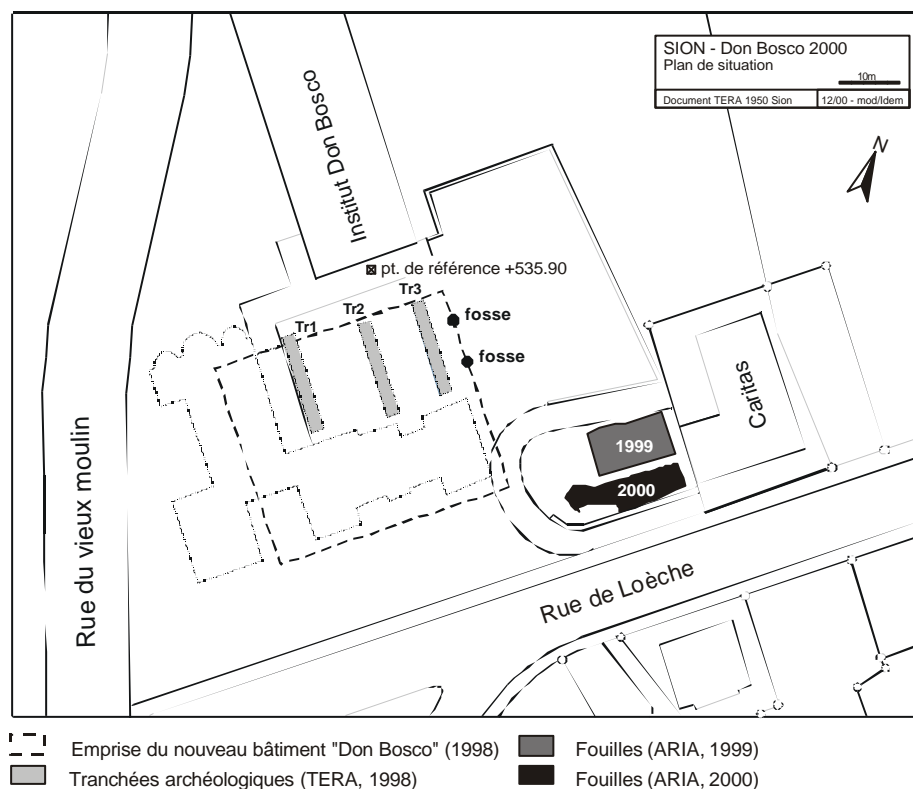 SION - Don Bosco 2000
Plan de situation
10m
Document TERA 1950 Sion
12/00 - mod/Idem
Institut Don Bosco
N
pt. de référence +535.90
Tr1
Tr2
Tr3
fosse
fosse
Caritas
1999
2000
Rue du vieux moulin
Rue de Loèche
Emprise du nouveau bâtiment "Don Bosco" (1998)
Fouilles (ARIA, 1999)
Tranchées archéologiques (TERA, 1998)
Fouilles (ARIA, 2000)